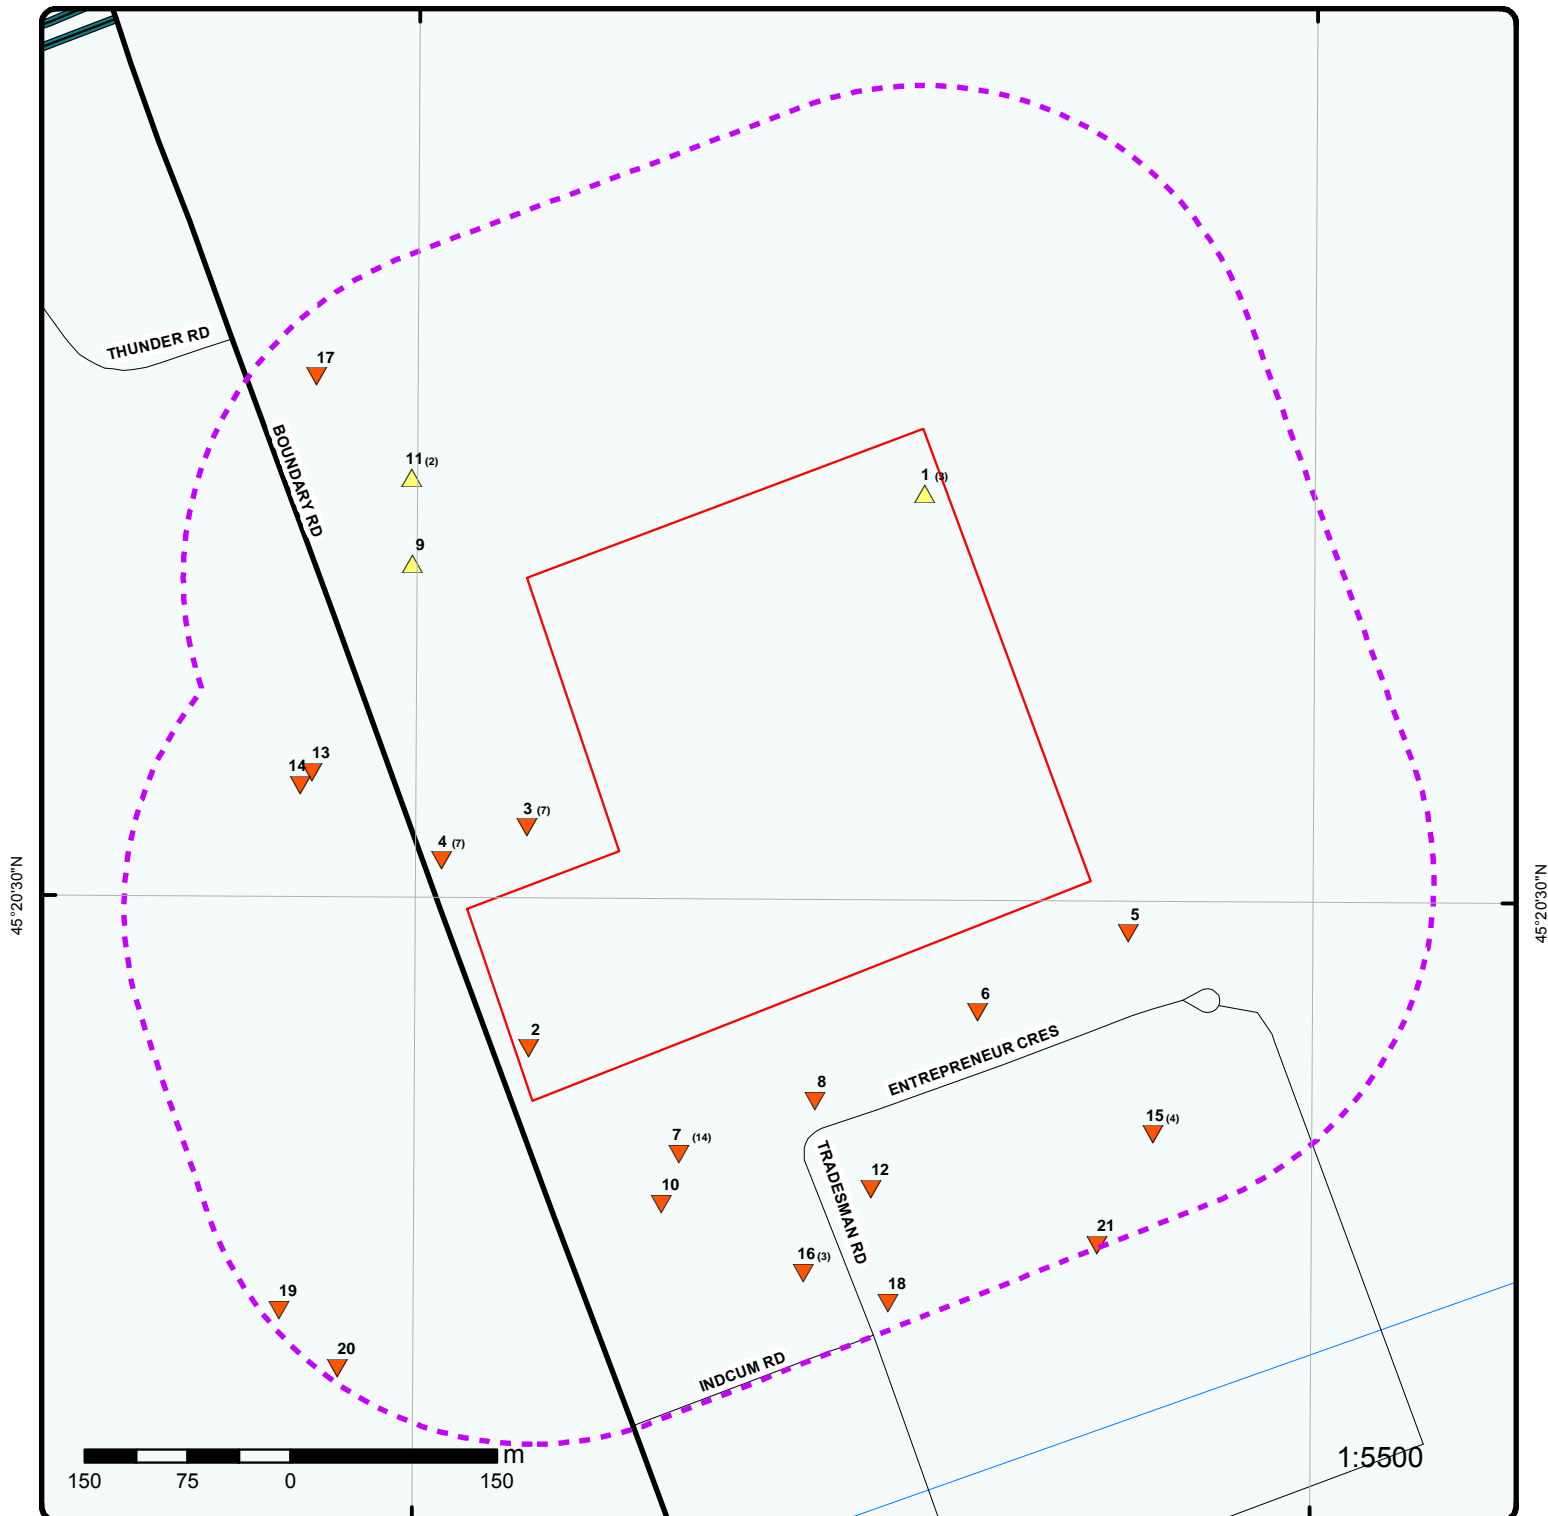 THUNDER RD
17
BOUNDARY RD
11 (2)
1 (3)
9
13
14
3 (7)
4 (7)
45°20'30"N
45°20'30"N
5
6
2
ENTREPRENEUR CRES
8
15 (4)
7 (14)
TRADESMAN RD
12
10
21
16 (3)
18
19
20
INDCUM RD
m
1:5500
150 75 0 150